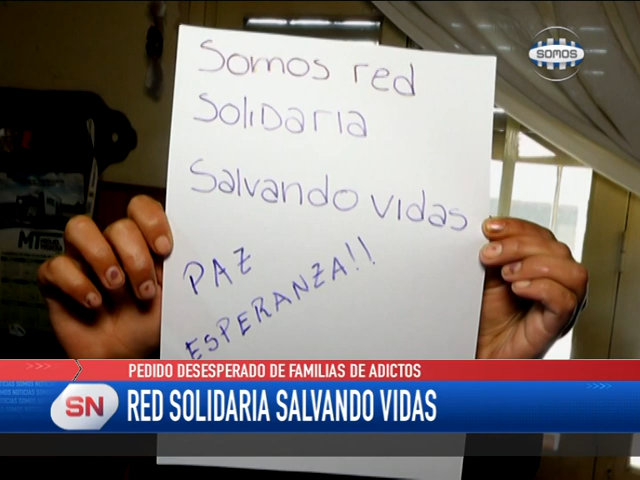 Somos red
Solidaria
Salvando vidas
PAZ
ESPERANZA!!
SOMOS
MT
PEDIDO DESESPERADO DE FAMILIAS DE ADICTOS
SN
RED SOLIDARIA SALVANDO VIDAS